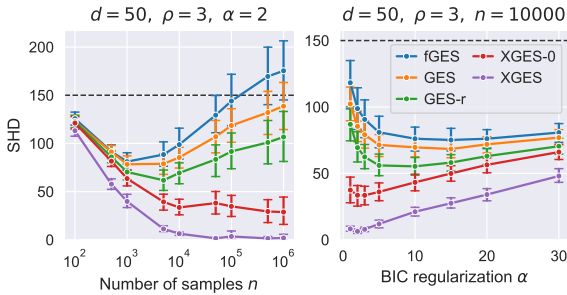 d = 50, ρ = 3, α = 2
d = 50, ρ = 3, n = 10000
200
150
100
50
0
SHD
10² 10³ 10⁴ 10⁵ 10⁶
Number of samples n
150
100
50
0
fGES
GES
GES-r
XGES-0
XGES
0 10 20 30
BIC regularization α